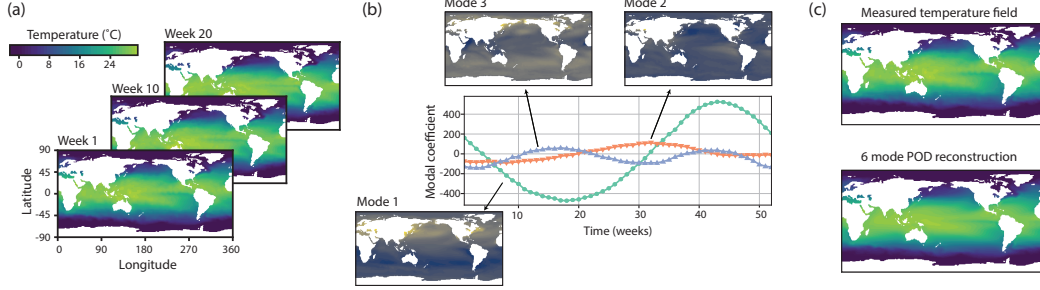 (a)
Temperature (˚C)
0 8 16 24
Week 20
Week 10
Week 1
90
45
0
-45
-90
Latitude
0 90 180 270 360
Longitude
(b)
Mode 3
Mode 2
400
200
0
-200
-400
Modal coefficient
10 20 30 40 50
Time (weeks)
Mode 1
(c)
Measured temperature field
6 mode POD reconstruction